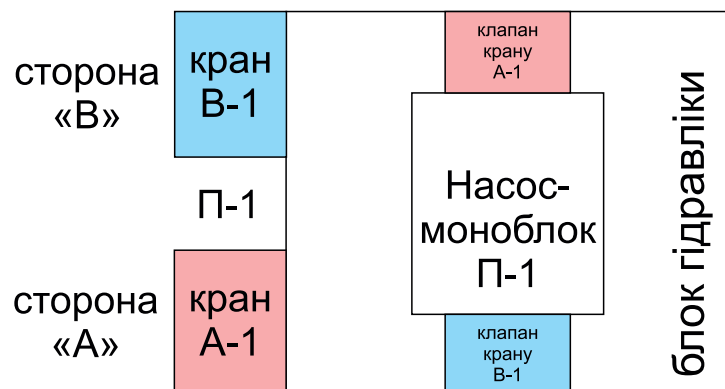 сторона
«В»
кран
В-1
П-1
сторона
«А»
кран
А-1
клапан
крану
А-1
Насос-
моноблок
П-1
клапан
крану
В-1
блок гідравліки